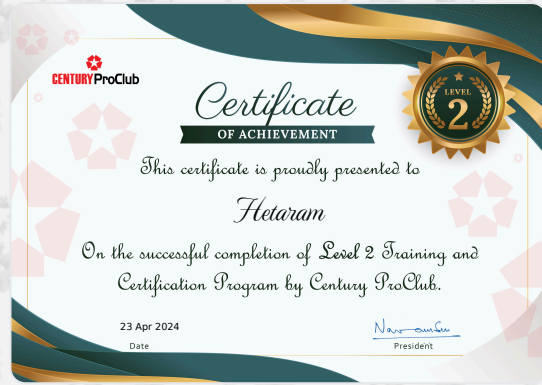 CENTURY ProClub
LEVEL
2
Certificate
OF ACHIEVEMENT
This certificate is proudly presented to
Hetaram
On the successful completion of Level 2 Training and
Certification Program by Century ProClub.
23 Apr 2024
Date
President